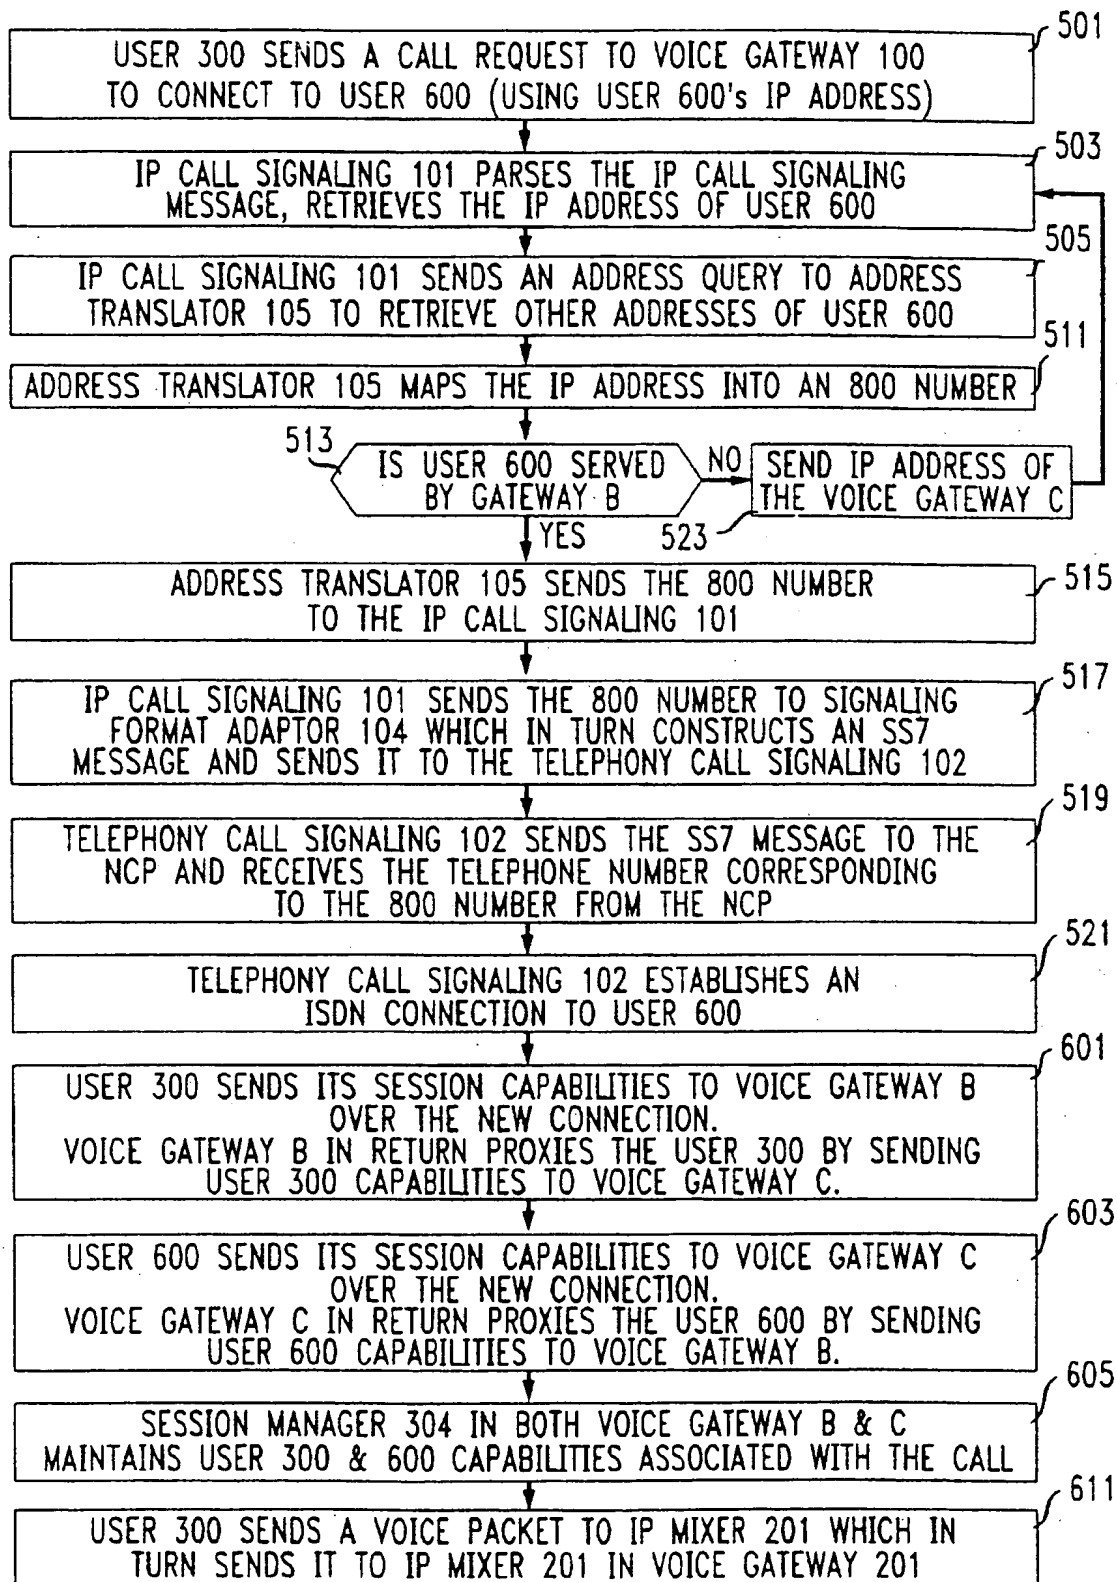 501
USER 300 SENDS A CALL REQUEST TO VOICE GATEWAY 100
TO CONNECT TO USER 600 (USING USER 600's IP ADDRESS)
503
IP CALL SIGNALING 101 PARSES THE IP CALL SIGNALING
MESSAGE, RETRIEVES THE IP ADDRESS OF USER 600
505
IP CALL SIGNALING 101 SENDS AN ADDRESS QUERY TO ADDRESS
TRANSLATOR 105 TO RETRIEVE OTHER ADDRESSES OF USER 600
511
ADDRESS TRANSLATOR 105 MAPS THE IP ADDRESS INTO AN 800 NUMBER
513
IS USER 600 SERVED
BY GATEWAY B
NO
SEND IP ADDRESS OF
THE VOICE GATEWAY C
523
YES
515
ADDRESS TRANSLATOR 105 SENDS THE 800 NUMBER
TO THE IP CALL SIGNALING 101
517
IP CALL SIGNALING 101 SENDS THE 800 NUMBER TO SIGNALING
FORMAT ADAPTOR 104 WHICH IN TURN CONSTRUCTS AN SS7
MESSAGE AND SENDS IT TO THE TELEPHONY CALL SIGNALING 102
519
TELEPHONY CALL SIGNALING 102 SENDS THE SS7 MESSAGE TO THE
NCP AND RECEIVES THE TELEPHONE NUMBER CORRESPONDING
TO THE 800 NUMBER FROM THE NCP
521
TELEPHONY CALL SIGNALING 102 ESTABLISHES AN
ISDN CONNECTION TO USER 600
601
USER 300 SENDS ITS SESSION CAPABILITIES TO VOICE GATEWAY B
OVER THE NEW CONNECTION.
VOICE GATEWAY B IN RETURN PROXIES THE USER 300 BY SENDING
USER 300 CAPABILITIES TO VOICE GATEWAY C.
603
USER 600 SENDS ITS SESSION CAPABILITIES TO VOICE GATEWAY C
OVER THE NEW CONNECTION.
VOICE GATEWAY C IN RETURN PROXIES THE USER 600 BY SENDING
USER 600 CAPABILITIES TO VOICE GATEWAY B.
605
SESSION MANAGER 304 IN BOTH VOICE GATEWAY B & C
MAINTAINS USER 300 & 600 CAPABILITIES ASSOCIATED WITH THE CALL
611
USER 300 SENDS A VOICE PACKET TO IP MIXER 201 WHICH IN
TURN SENDS IT TO IP MIXER 201 IN VOICE GATEWAY 201